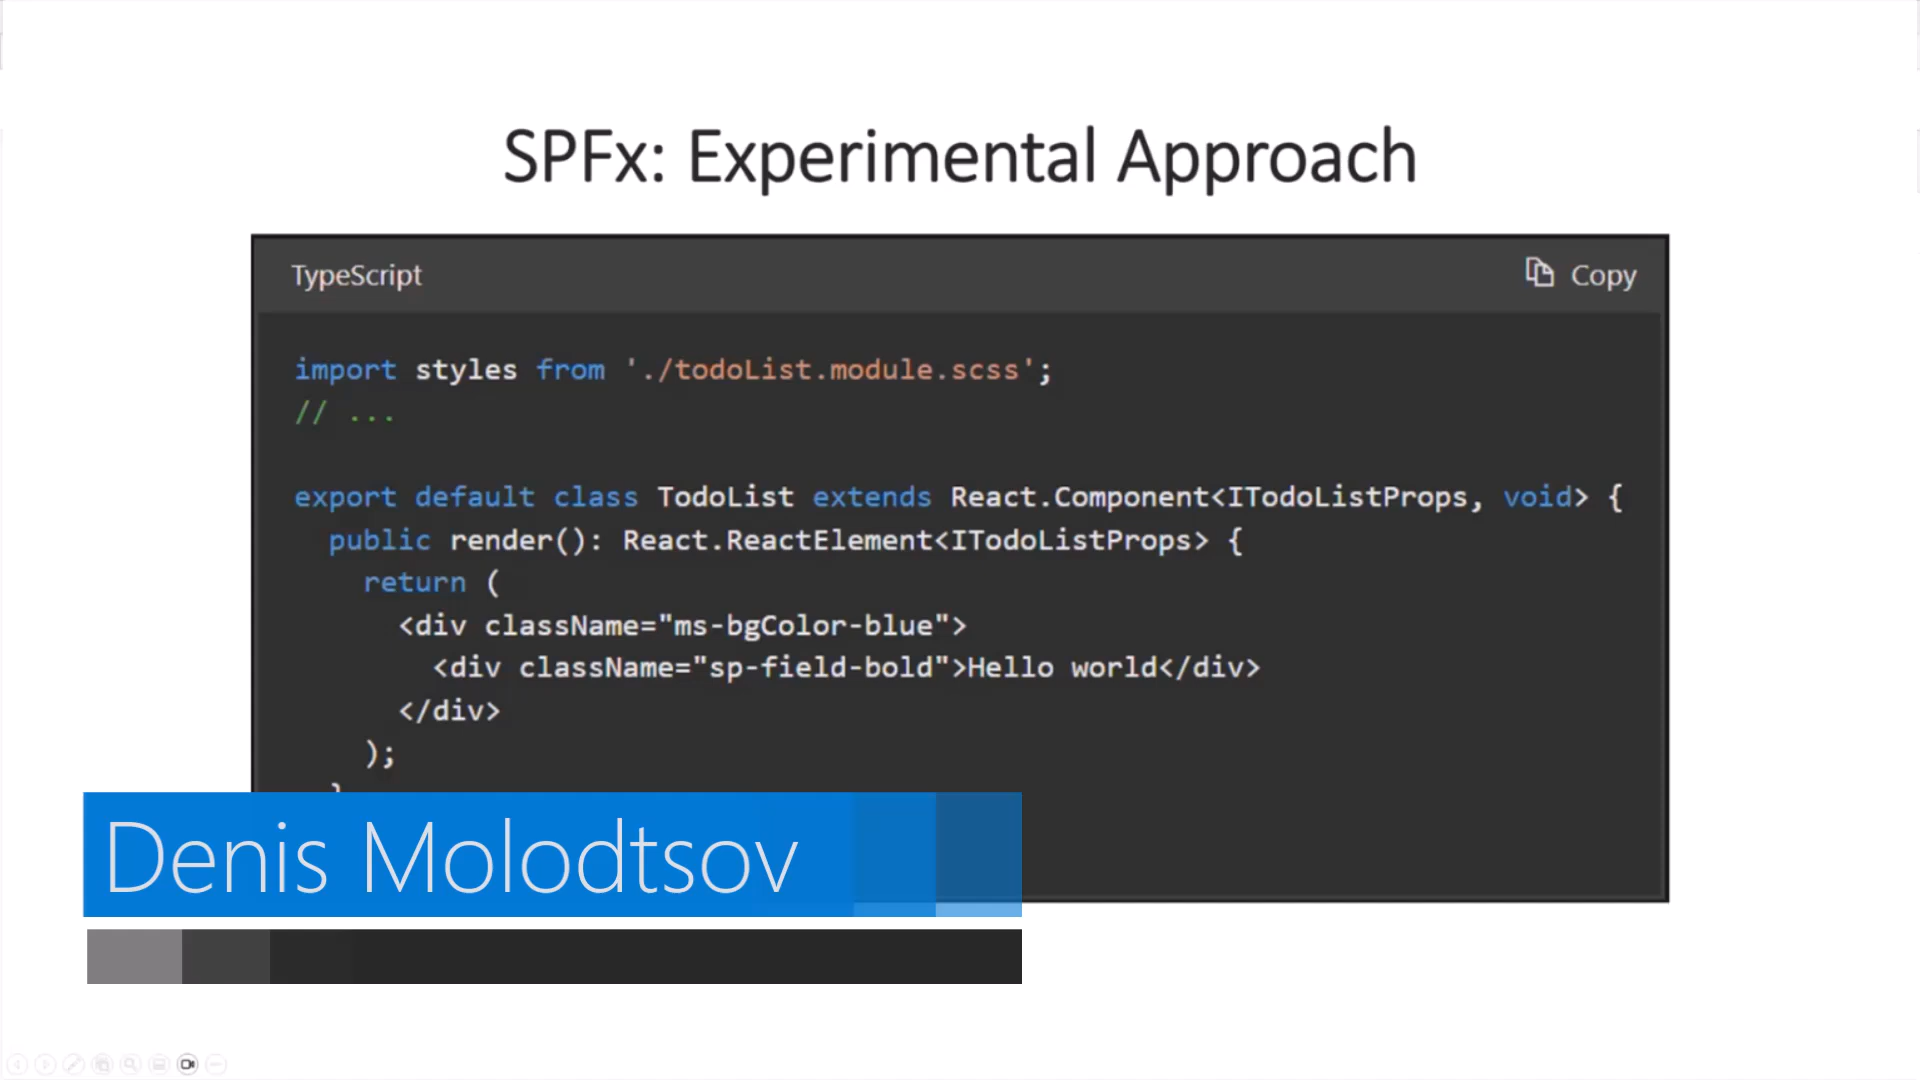 SPFx: Experimental Approach
TypeScript
Copy
import styles from './todoList.module.scss';
// ...
export default class TodoList extends React.Component<ITodoListProps, void> {
public render(): React.ReactElement<ITodoListProps> {
return (
<div className="ms-bgColor-blue">
<div className="sp-field-bold">Hello world</div>
</div>
);
}
Denis Molodtsov